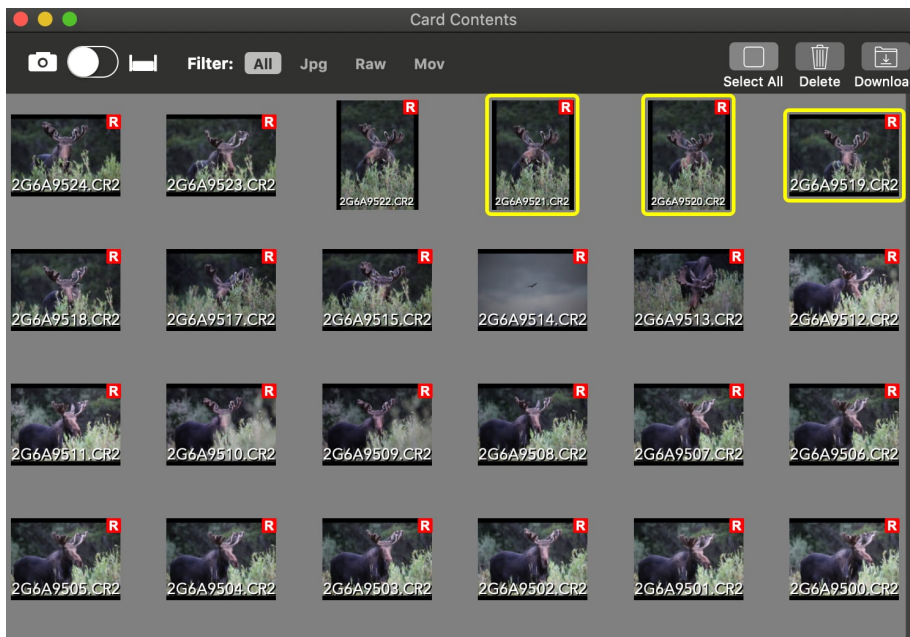 Card Contents
Filter: All Jpg Raw Mov
Select All Delete Downloa
R R R R R R
2G6A9524.CR2 2G6A9523.CR2 2G6A9522.CR2 2G6A9521.CR2 2G6A9520.CR2 2G6A9519.CR2
R R R R R R
2G6A9518.CR2 2G6A9517.CR2 2G6A9515.CR2 2G6A9514.CR2 2G6A9513.CR2 2G6A9512.CR2
R R R R R R
2G6A9511.CR2 2G6A9510.CR2 2G6A9509.CR2 2G6A9508.CR2 2G6A9507.CR2 2G6A9506.CR2
R R R R R R
2G6A9505.CR2 2G6A9504.CR2 2G6A9503.CR2 2G6A9502.CR2 2G6A9501.CR2 2G6A9500.CR2